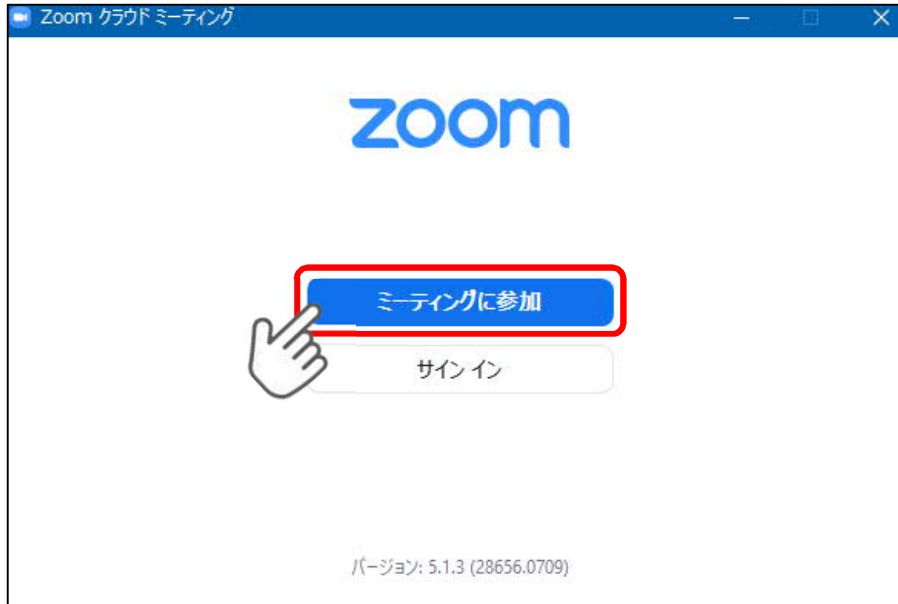 Zoom クラウド ミーティング
zoom
ミーティングに参加
サイン イン
バージョン: 5.1.3 (28656.0709)